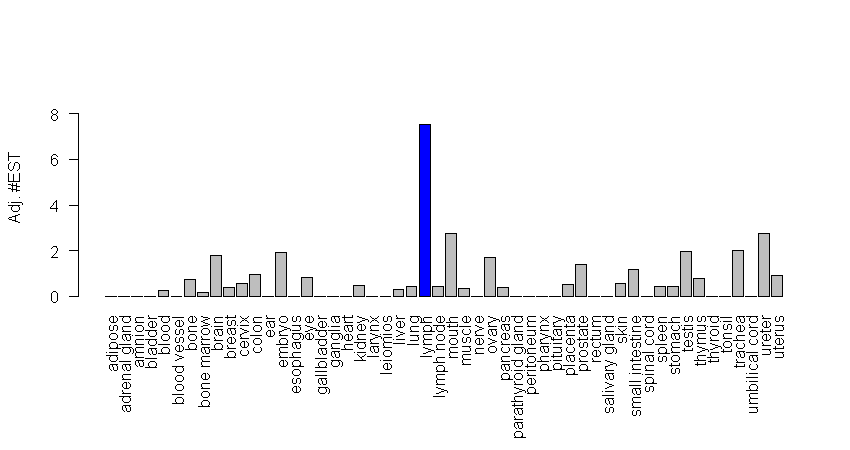 Adj. #EST
8
6
4
2
0
adipose
adrenal gland
amnion
bladder
blood
blood vessel
bone
bone marrow
brain
breast
cervix
colon
ear
embryo
esophagus
eye
gallbladder
ganglia
heart
kidney
larynx
leiomios
liver
lung
lymph
lymph node
mouth
muscle
nerve
ovary
pancreas
parathyroid gland
peritoneum
pharynx
pituitary
placenta
prostate
rectum
salivary gland
skin
small intestine
spinal cord
spleen
stomach
testis
thymus
thyroid
tonsil
trachea
umbilical cord
ureter
uterus